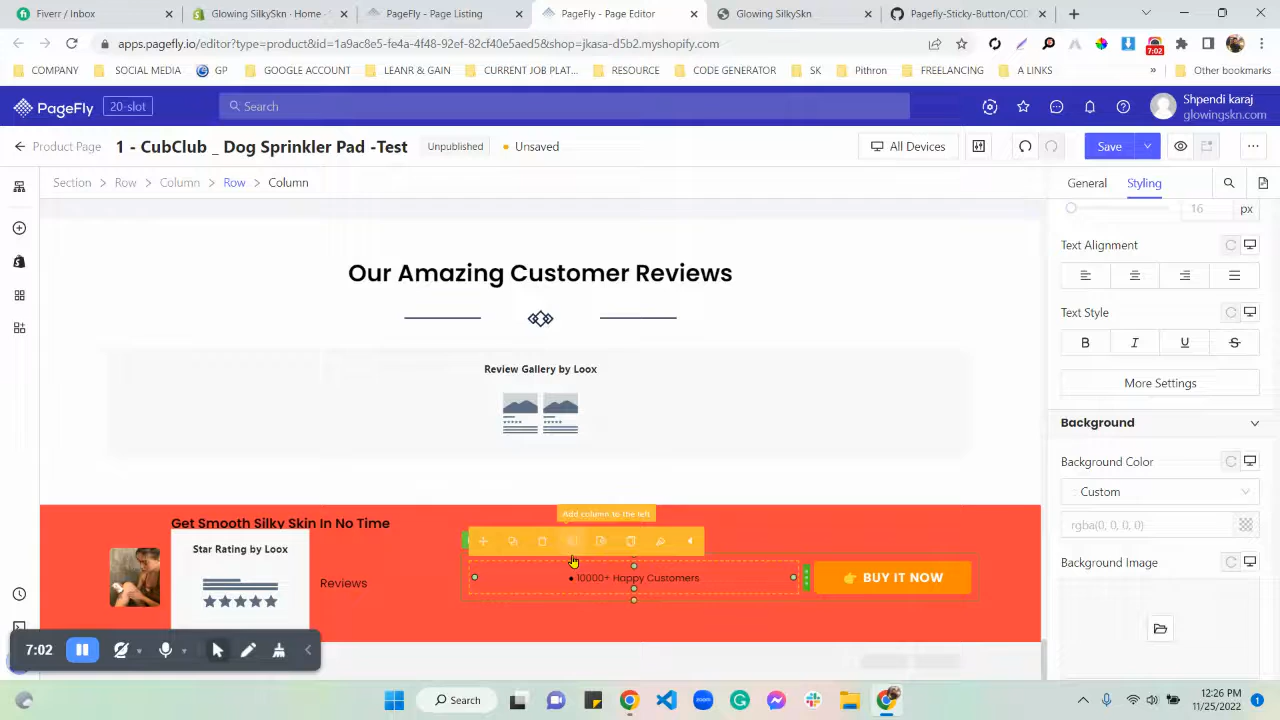 Fiverr / Inbox
Glowing SilkySkn - Home -
PageFly - Page Listing
PageFly - Page Editor
Glowing SilkySkn
Pagefly-Sticky-Button/COD
apps.pagefly.io/editor?type=product&id=1a9ac8e5-fe4a-4ff9-92af-82cf40e5aed5&shop=jkasa-d5b2.myshopify.com
7:02
COMPANY
SOCIAL MEDIA
GP
GOOGLE ACCOUNT
LEANR & GAIN
CURRENT JOB PLAT...
RESOURCE
CODE GENERATOR
SK
Pithron
FREELANCING
A LINKS
»
Other bookmarks
PageFly
20-slot
Search
Shpendi karaj
glowingskn.com
Product Page
1 - CubClub _ Dog Sprinkler Pad -Test
Unpublished
Unsaved
All Devices
Save
Section > Row > Column > Row > Column
General
Styling
16
px
Text Alignment
Text Style
B
I
U
S
More Settings
Background
Background Color
: Custom
rgba(0, 0, 0, 0)
Background Image
Our Amazing Customer Reviews
Review Gallery by Loox
Get Smooth Silky Skin In No Time
Add column to the left
Star Rating by Loox
Reviews
● 10000+ Happy Customers
👉 BUY IT NOW
7:02
Search
zoom
12:26 PM
11/25/2022
1